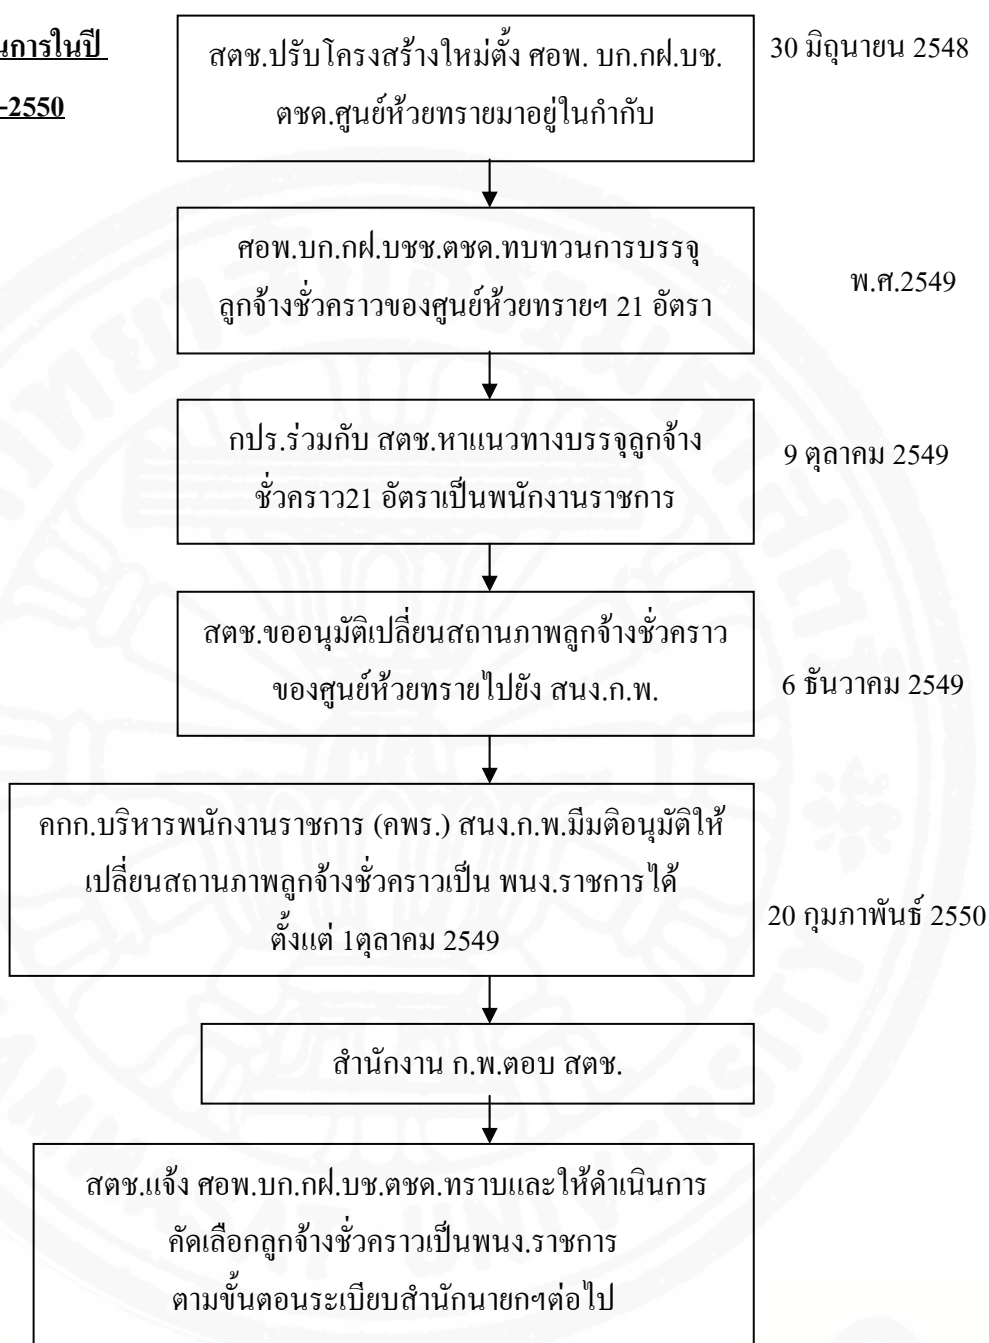 นการในปี
-2550
สตช.ปรับโครงสร้างใหม่ตั้ง ศอพ. บก.กฝ.บช.
ตชด.ศูนย์ห้วยทรายมาอยู่ในกำกับ
30 มิถุนายน 2548
ศอพ.บก.กฝ.บชช.ตชด.ทบทวนการบรรจุ
ลูกจ้างชั่วคราวของศูนย์ห้วยทรายฯ 21 อัตรา
พ.ศ.2549
กปร.ร่วมกับ สตช.หาแนวทางบรรจุลูกจ้าง
ชั่วคราว21 อัตราเป็นพนักงานราชการ
9 ตุลาคม 2549
สตช.ขออนุมัติเปลี่ยนสถานภาพลูกจ้างชั่วคราว
ของศูนย์ห้วยทรายไปยัง สนง.ก.พ.
6 ธันวาคม 2549
คกก.บริหารพนักงานราชการ (คพร.) สนง.ก.พ.มีมติอนุมัติให้
เปลี่ยนสถานภาพลูกจ้างชั่วคราวเป็น พนง.ราชการได้
ตั้งแต่ 1ตุลาคม 2549
20 กุมภาพันธ์ 2550
สำนักงาน ก.พ.ตอบ สตช.
สตช.แจ้ง ศอพ.บก.กฝ.บช.ตชด.ทราบและให้ดำเนินการ
คัดเลือกลูกจ้างชั่วคราวเป็นพนง.ราชการ
ตามขั้นตอนระเบียบสำนักนายกฯต่อไป